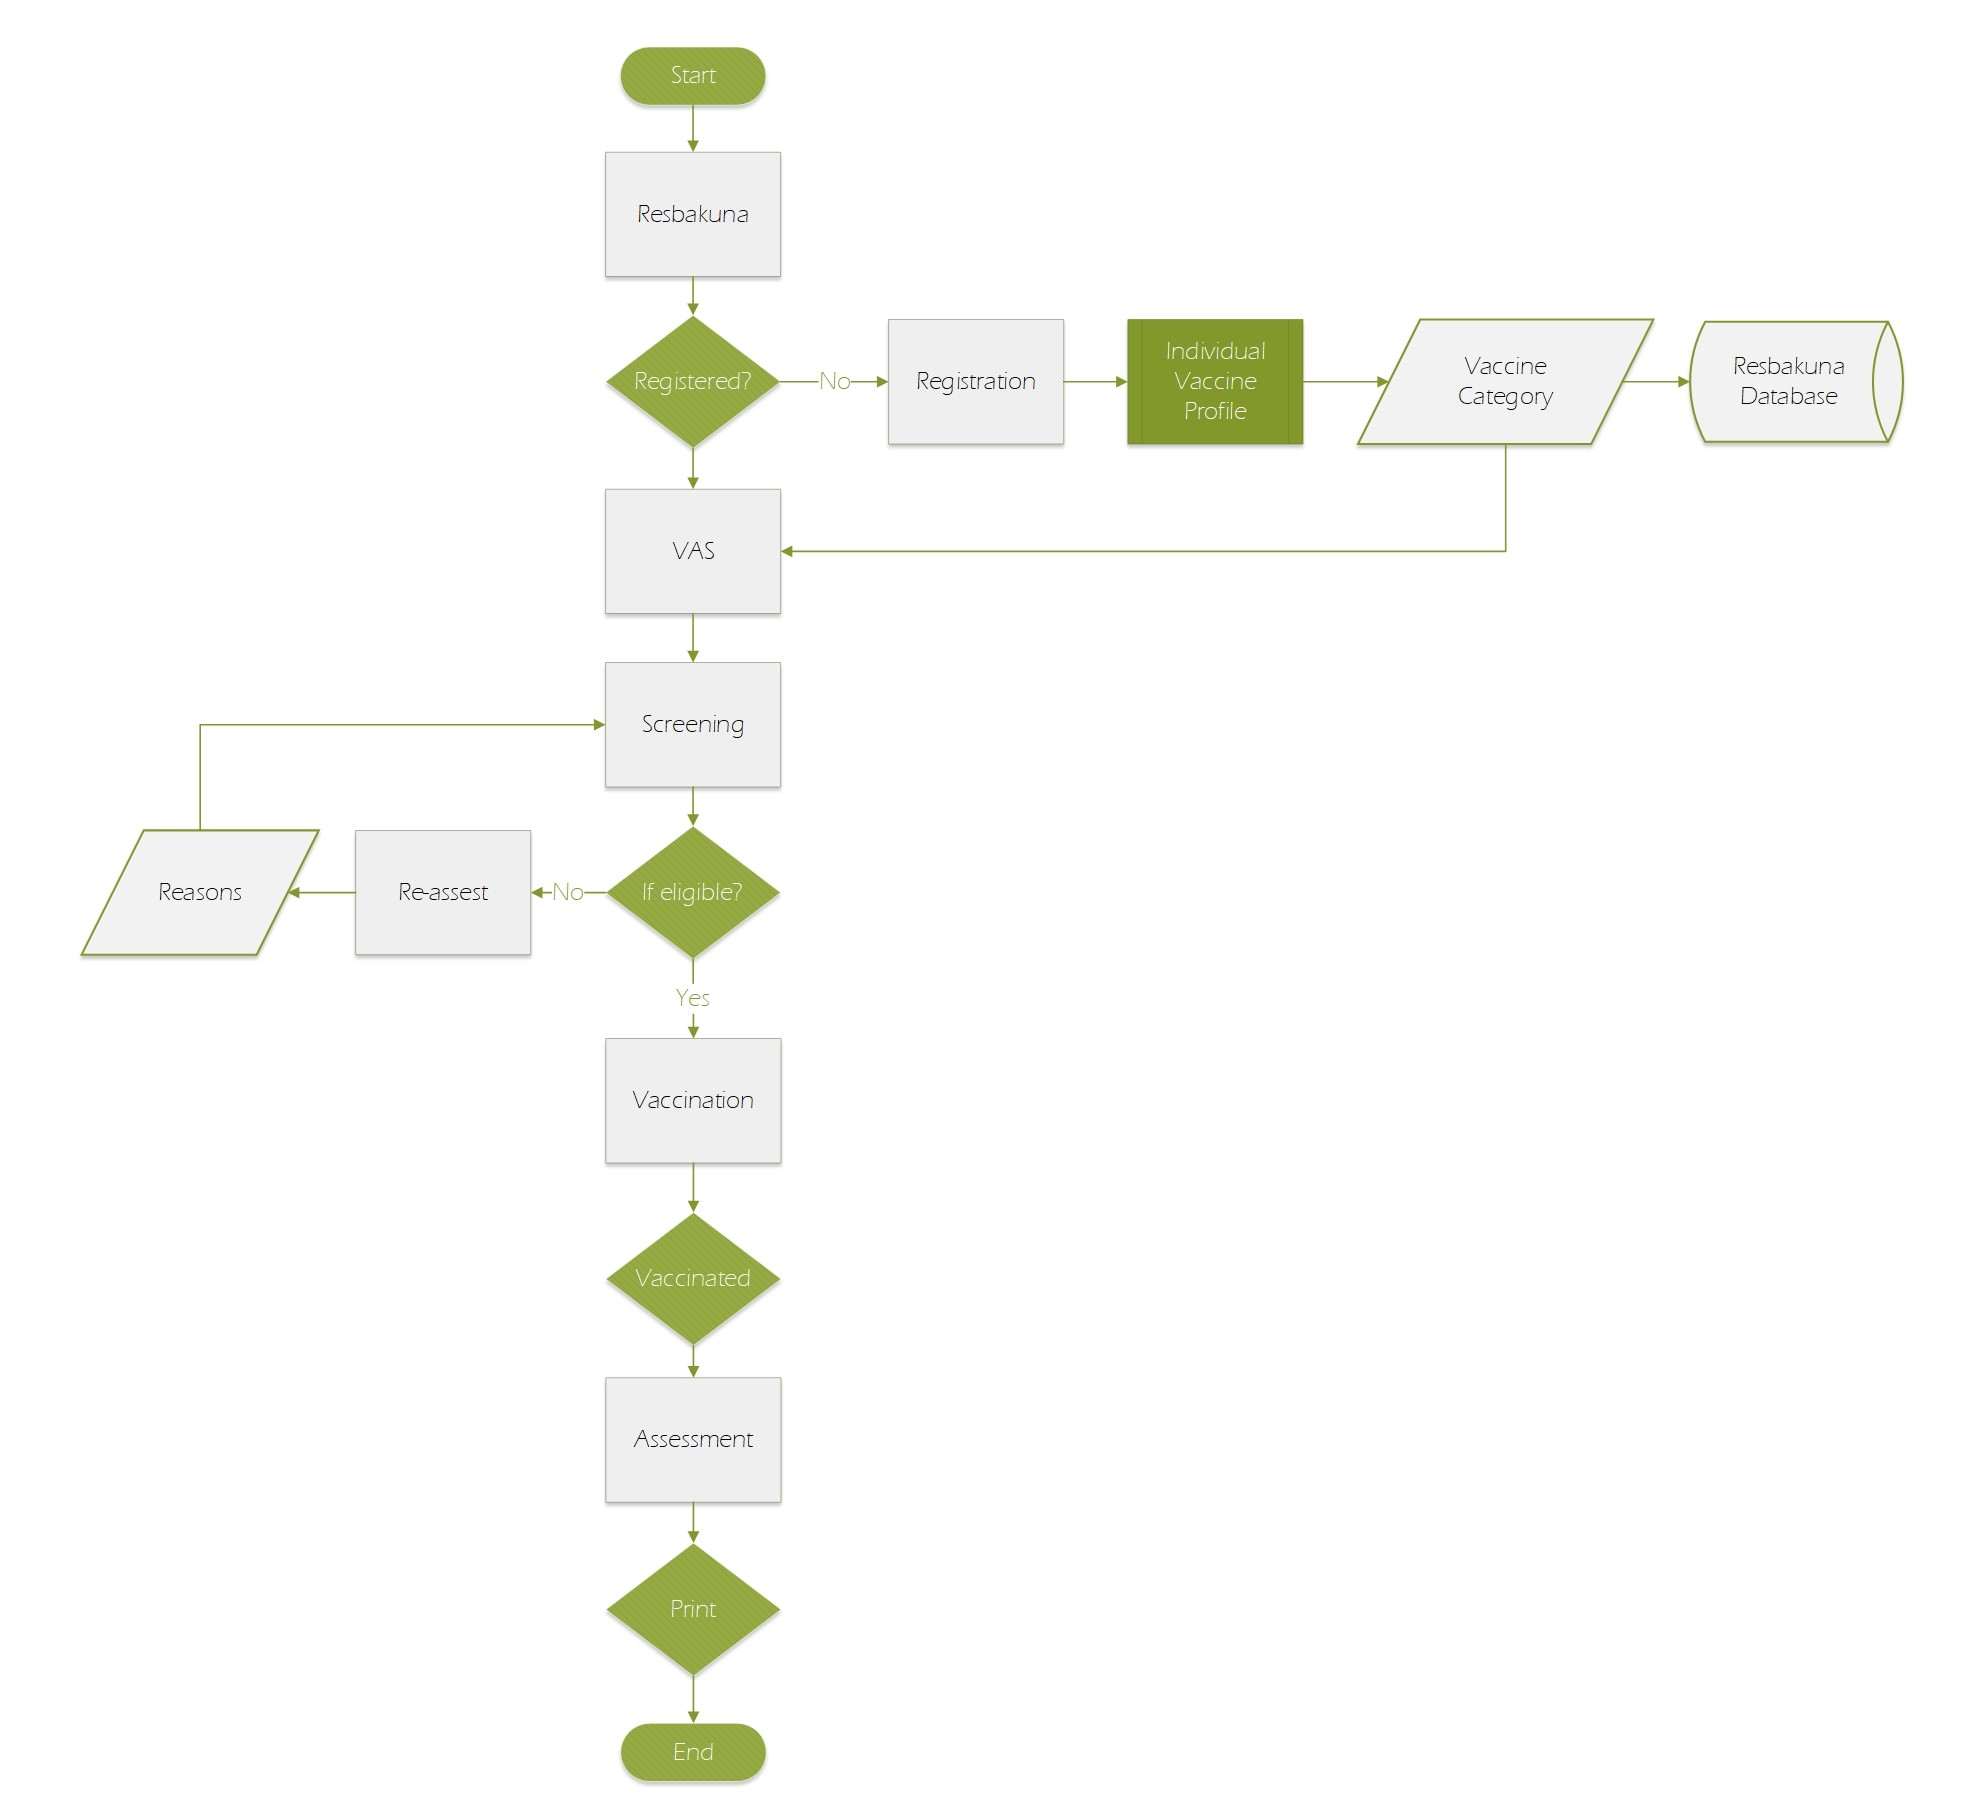 Start
Resbakuna
Registered?
No
Registration
Individual
Vaccine
Profile
Vaccine
Category
Resbakuna
Database
VAS
Screening
Reasons
Re-assest
No
If eligible?
Yes
Vaccination
Vaccinated
Assessment
Print
End